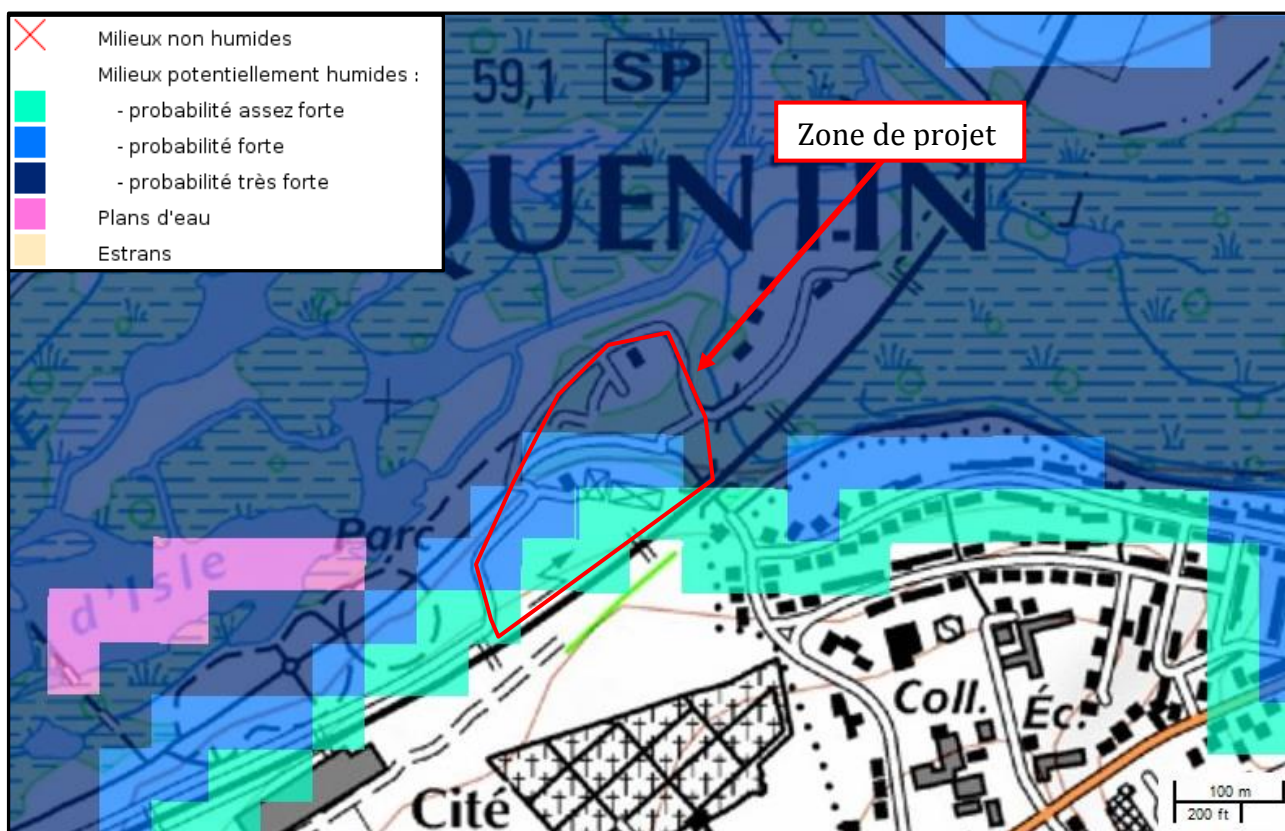 Milieux non humides
Milieux potentiellement humides :
- probabilité assez forte
- probabilité forte
- probabilité très forte
Plans d'eau
Estrans
59,1
SP
Zone de projet
QUENTIN
Parc
d'Isle
Coll.
Éc.
Cité
100 m
200 ft